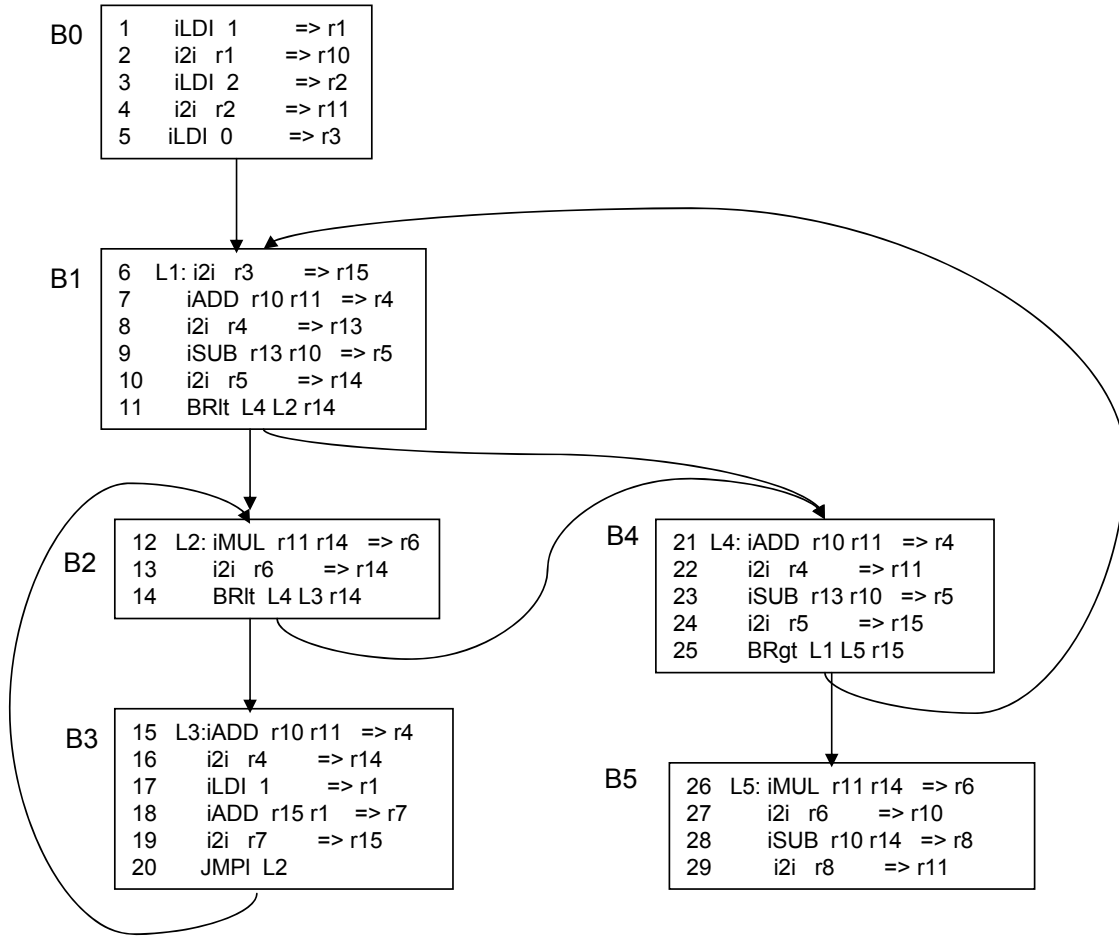 B0
1 iLDI 1 => r1
2 i2i r1 => r10
3 iLDI 2 => r2
4 i2i r2 => r11
5 iLDI 0 => r3
B1
6 L1: i2i r3 => r15
7 iADD r10 r11 => r4
8 i2i r4 => r13
9 iSUB r13 r10 => r5
10 i2i r5 => r14
11 BRlt L4 L2 r14
B2
12 L2: iMUL r11 r14 => r6
13 i2i r6 => r14
14 BRlt L4 L3 r14
B4
21 L4: iADD r10 r11 => r4
22 i2i r4 => r11
23 iSUB r13 r10 => r5
24 i2i r5 => r15
25 BRgt L1 L5 r15
B3
15 L3:iADD r10 r11 => r4
16 i2i r4 => r14
17 iLDI 1 => r1
18 iADD r15 r1 => r7
19 i2i r7 => r15
20 JMPl L2
B5
26 L5: iMUL r11 r14 => r6
27 i2i r6 => r10
28 iSUB r10 r14 => r8
29 i2i r8 => r11